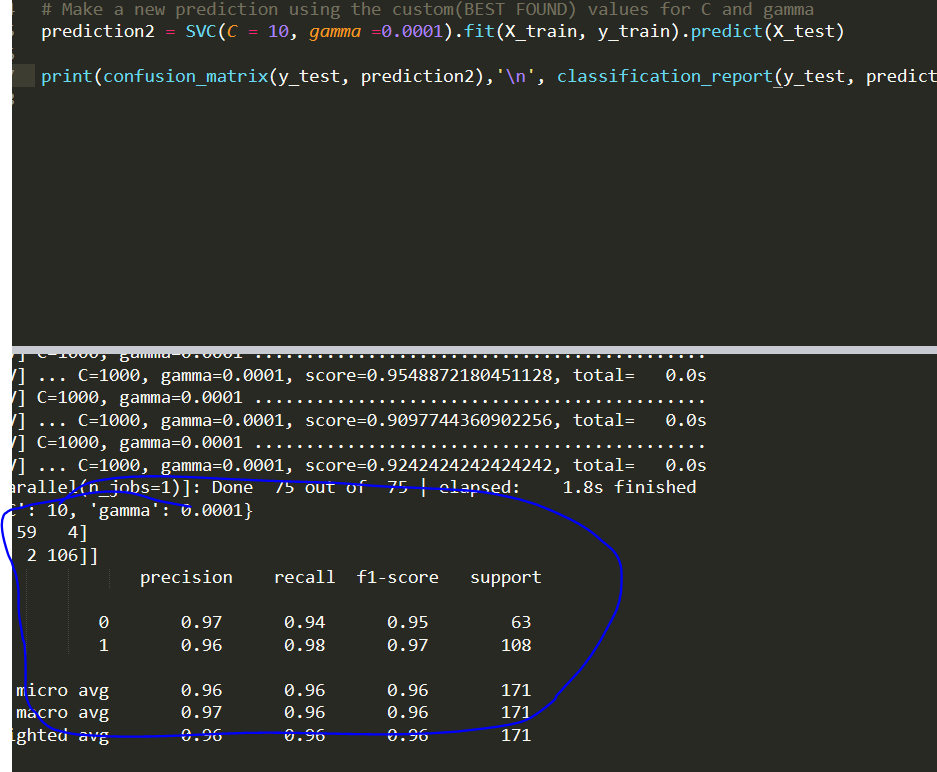 # Make a new prediction using the custom(BEST FOUND) values for C and gamma
prediction2 = SVC(C = 10, gamma =0.0001).fit(X_train, y_train).predict(X_test)
print(confusion_matrix(y_test, prediction2),'\n', classification_report(y_test, predict
V] C=1000, gamma=0.0001 ............................................
V] ... C=1000, gamma=0.0001, score=0.9548872180451128, total=   0.0s
V] C=1000, gamma=0.0001 ............................................
V] ... C=1000, gamma=0.0001, score=0.9097744360902256, total=   0.0s
V] C=1000, gamma=0.0001 ............................................
V] ... C=1000, gamma=0.0001, score=0.9242424242424242, total=   0.0s
arallel(n_jobs=1)]: Done  75 out of  75 | elapsed:    1.8s finished
C': 10, 'gamma': 0.0001}
59   4]
2 106]]
precision    recall  f1-score   support
0       0.97      0.94      0.95        63
1       0.96      0.98      0.97       108
micro avg       0.96      0.96      0.96       171
macro avg       0.97      0.96      0.96       171
ighted avg       0.96      0.96      0.96       171